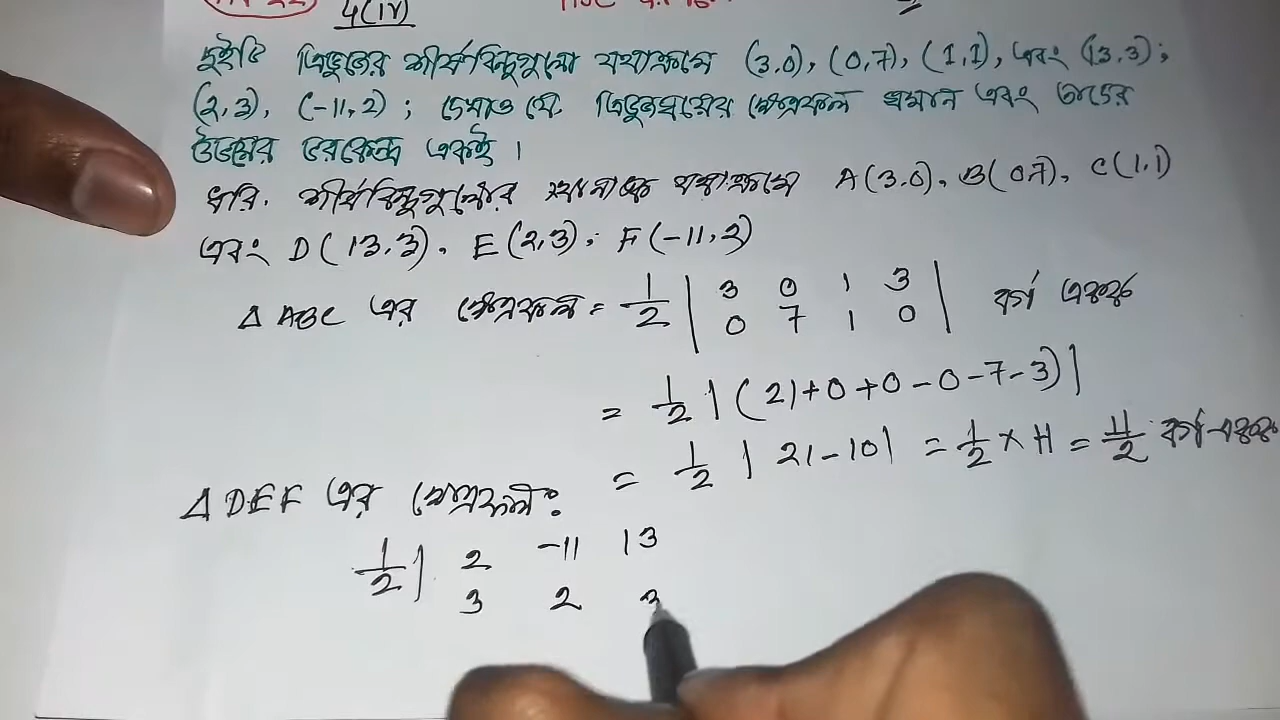 4(iv)
দুইটি ত্রিভুজের শীর্ষবিন্দুগুলো যথাক্রমে (3,0), (0,7), (1,1), এবং (13,3);
(2,3), (-11,2) ; দেখাও যে, ত্রিভুজদ্বয়ের ক্ষেত্রফল সমান এবং তাদের
উভয়ের ভরকেন্দ্র একই।
ধরি, শীর্ষবিন্দুগুলোর স্থানাঙ্ক যথাক্রমে A(3,0), B(0,7), C(1,1)
এবং D(13,3), E(2,3), F(-11,2)
Δ ABC এর ক্ষেত্রফল = 1/2 | 3 0 1 3
0 7 1 0 | বর্গ একক
= 1/2 | (21+0+0-0-7-3) |
= 1/2 | 21-10 | = 1/2 × 11 = 11/2 বর্গ একক
Δ DEF এর ক্ষেত্রফল:
1/2 | 2 -11 13
3 2 3